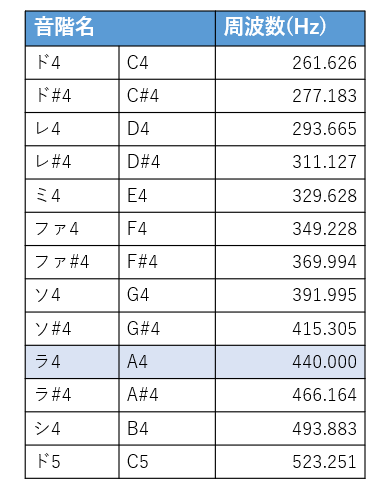 音階名 周波数(Hz)
ド4 C4 261.626
ド#4 C#4 277.183
レ4 D4 293.665
レ#4 D#4 311.127
ミ4 E4 329.628
ファ4 F4 349.228
ファ#4 F#4 369.994
ソ4 G4 391.995
ソ#4 G#4 415.305
ラ4 A4 440.000
ラ#4 A#4 466.164
シ4 B4 493.883
ド5 C5 523.251